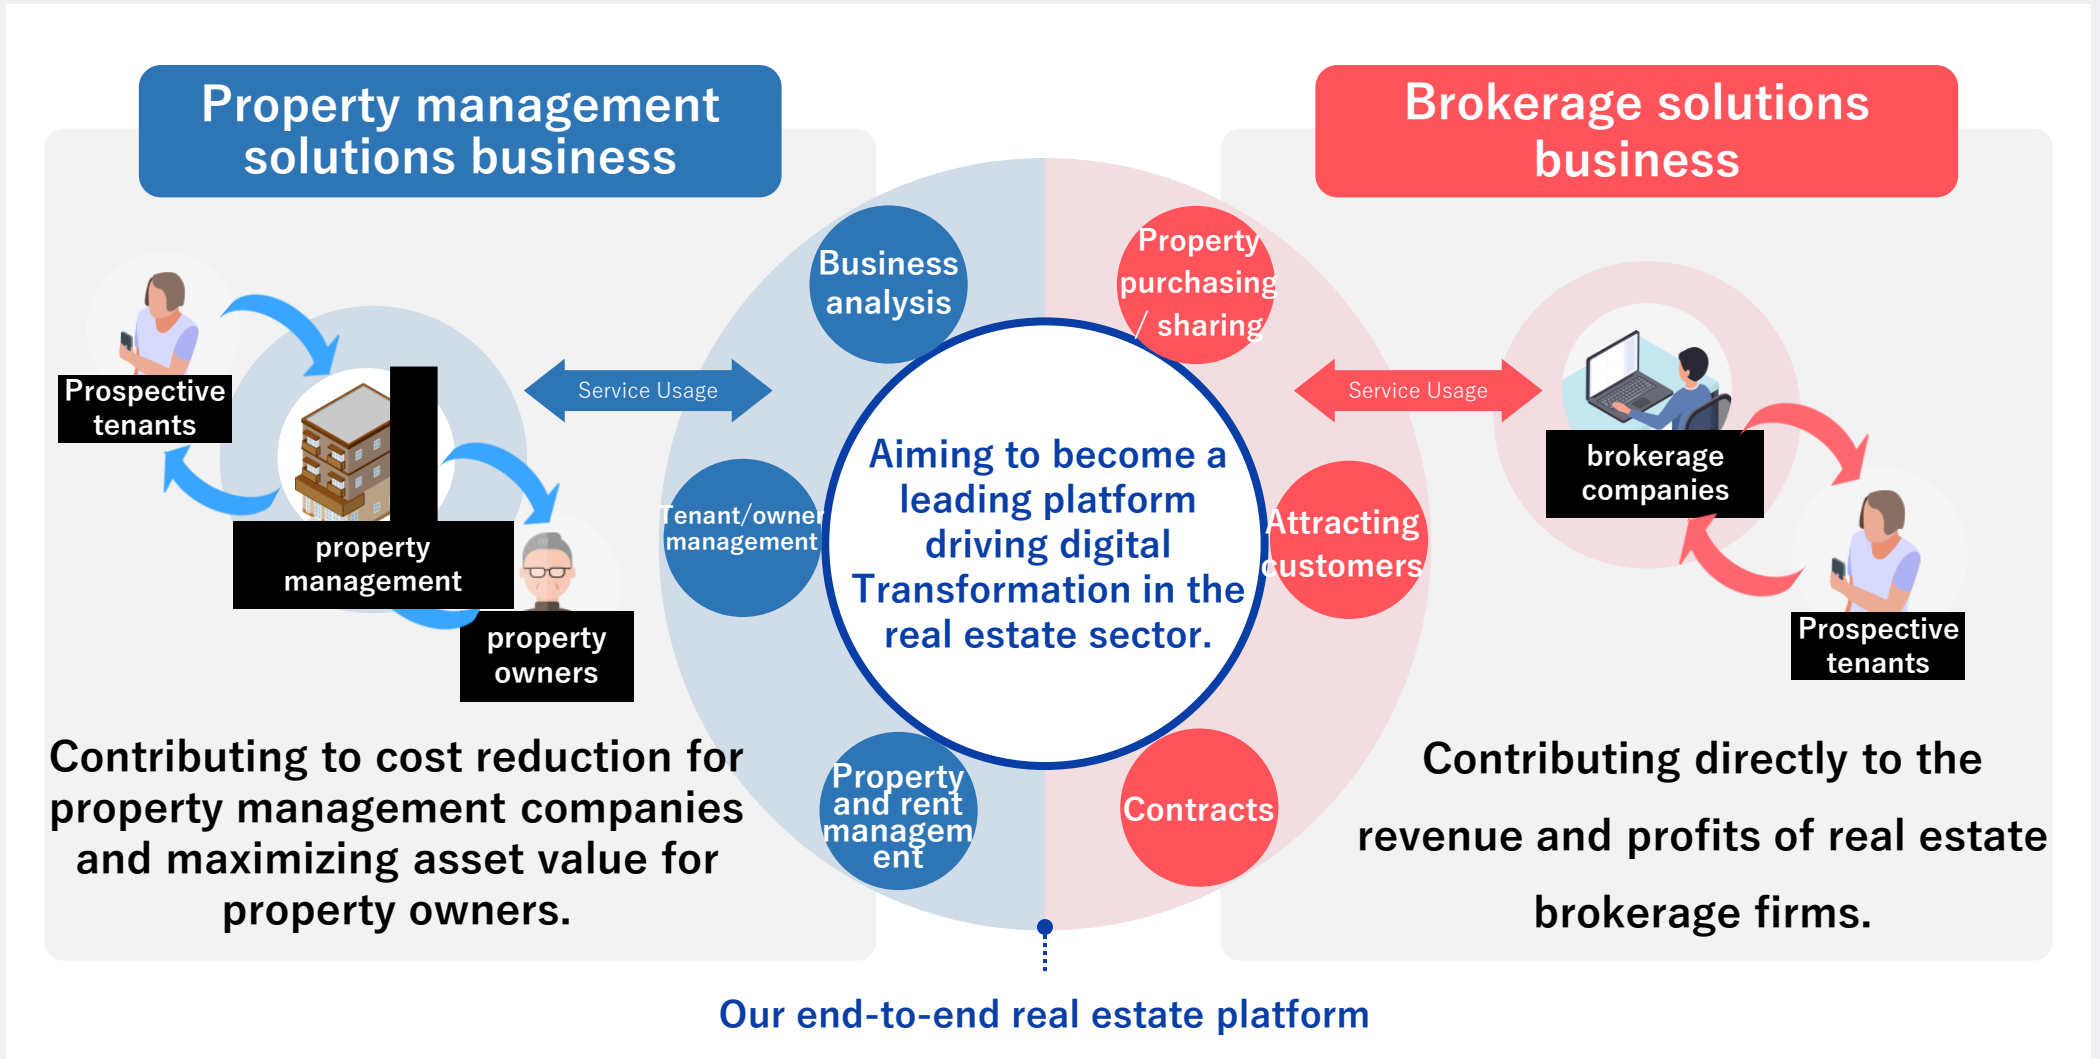 Property management
solutions business
Brokerage solutions
business
Prospective
tenants
property
management
property
owners
Service Usage
Contributing to cost reduction for
property management companies
and maximizing asset value for
property owners.
Business
analysis
Tenant/owner
management
Property
and rent
managem
ent
Aiming to become a
leading platform
driving digital
Transformation in the
real estate sector.
Property
purchasing
/ sharing
Attracting
customers
Contracts
Service Usage
brokerage
companies
Prospective
tenants
Contributing directly to the
revenue and profits of real estate
brokerage firms.
Our end-to-end real estate platform